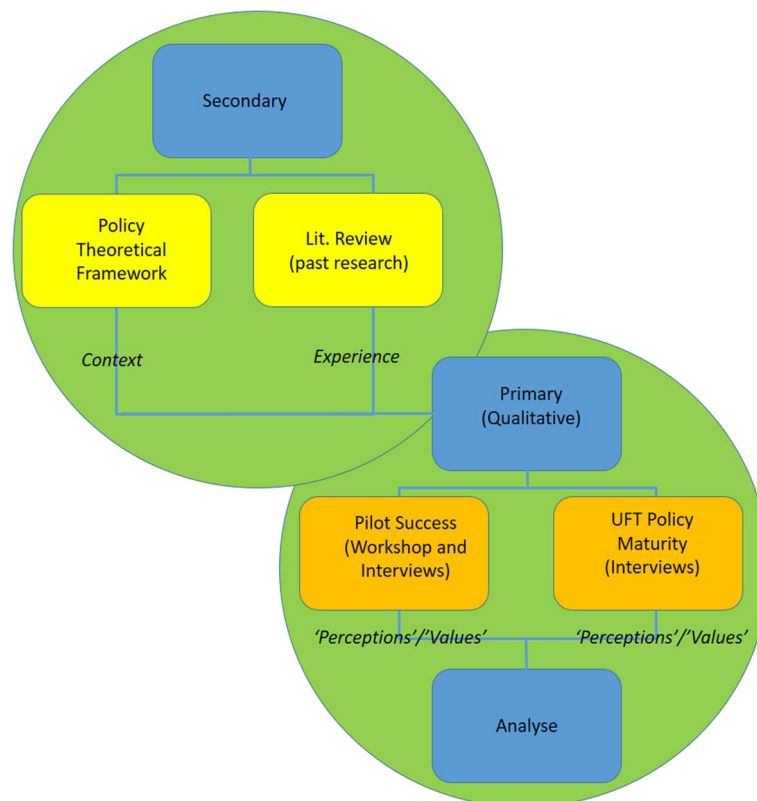 Secondary
Policy
Theoretical
Framework
Lit. Review
(past research)
Context
Experience
Primary
(Qualitative)
Pilot Success
(Workshop and
Interviews)
UFT Policy
Maturity
(Interviews)
‘Perceptions’/’Values’
‘Perceptions’/’Values’
Analyse